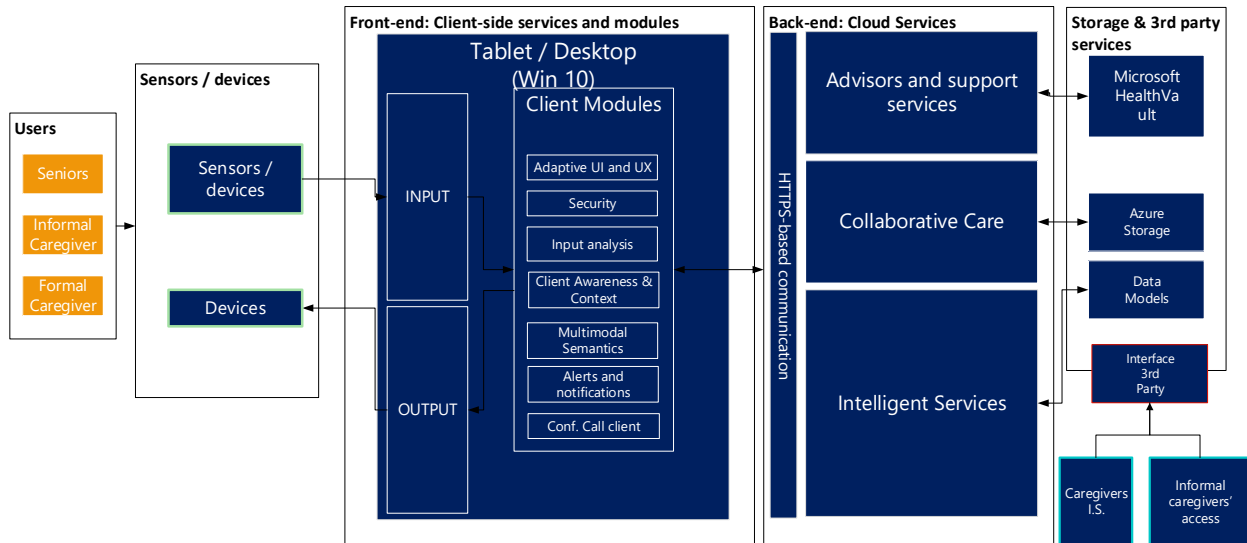 Users
Seniors
Informal
Caregiver
Formal
Caregiver
Sensors / devices
Sensors /
devices
Devices
Front-end: Client-side services and modules
Tablet / Desktop
(Win 10)
INPUT
OUTPUT
Client Modules
Adaptive UI and UX
Security
Input analysis
Client Awareness &
Context
Multimodal
Semantics
Alerts and
notifications
Conf. Call client
Back-end: Cloud Services
HTTPS-based communication
Advisors and support
services
Collaborative Care
Intelligent Services
Storage & 3rd party
services
Microsoft
HealthVa
ult
Azure
Storage
Data
Models
Interface
3rd
Party
Caregivers
I.S.
Informal
caregivers’
access